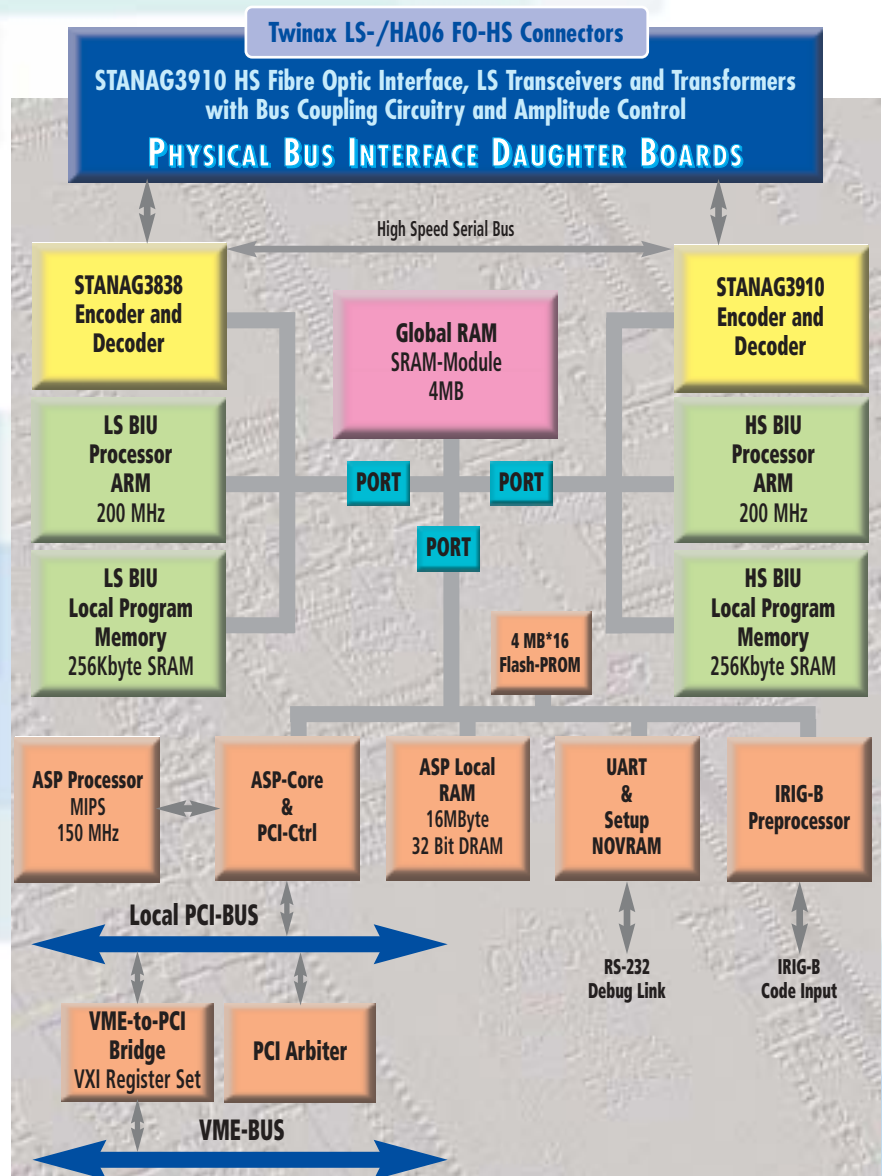 Twinax LS-/HA06 FO-HS Connectors
STANAG3910 HS Fibre Optic Interface, LS Transceivers and Transformers
with Bus Coupling Circuitry and Amplitude Control
PHYSICAL BUS INTERFACE DAUGHTER BOARDS
High Speed Serial Bus
STANAG3838
Encoder and
Decoder
Global RAM
SRAM-Module
4MB
STANAG3910
Encoder and
Decoder
LS BIU
Processor
ARM
200 MHz
PORT
PORT
PORT
HS BIU
Processor
ARM
200 MHz
LS BIU
Local Program
Memory
256Kbyte SRAM
4 MB*16
Flash-PROM
HS BIU
Local Program
Memory
256Kbyte SRAM
ASP Processor
MIPS
150 MHz
ASP-Core
&
PCI-Ctrl
ASP Local
RAM
16MByte
32 Bit DRAM
UART
&
Setup
NOVRAM
IRIG-B
Preprocessor
Local PCI-BUS
RS-232
Debug Link
IRIG-B
Code Input
VME-to-PCI
Bridge
VXI Register Set
PCI Arbiter
VME-BUS